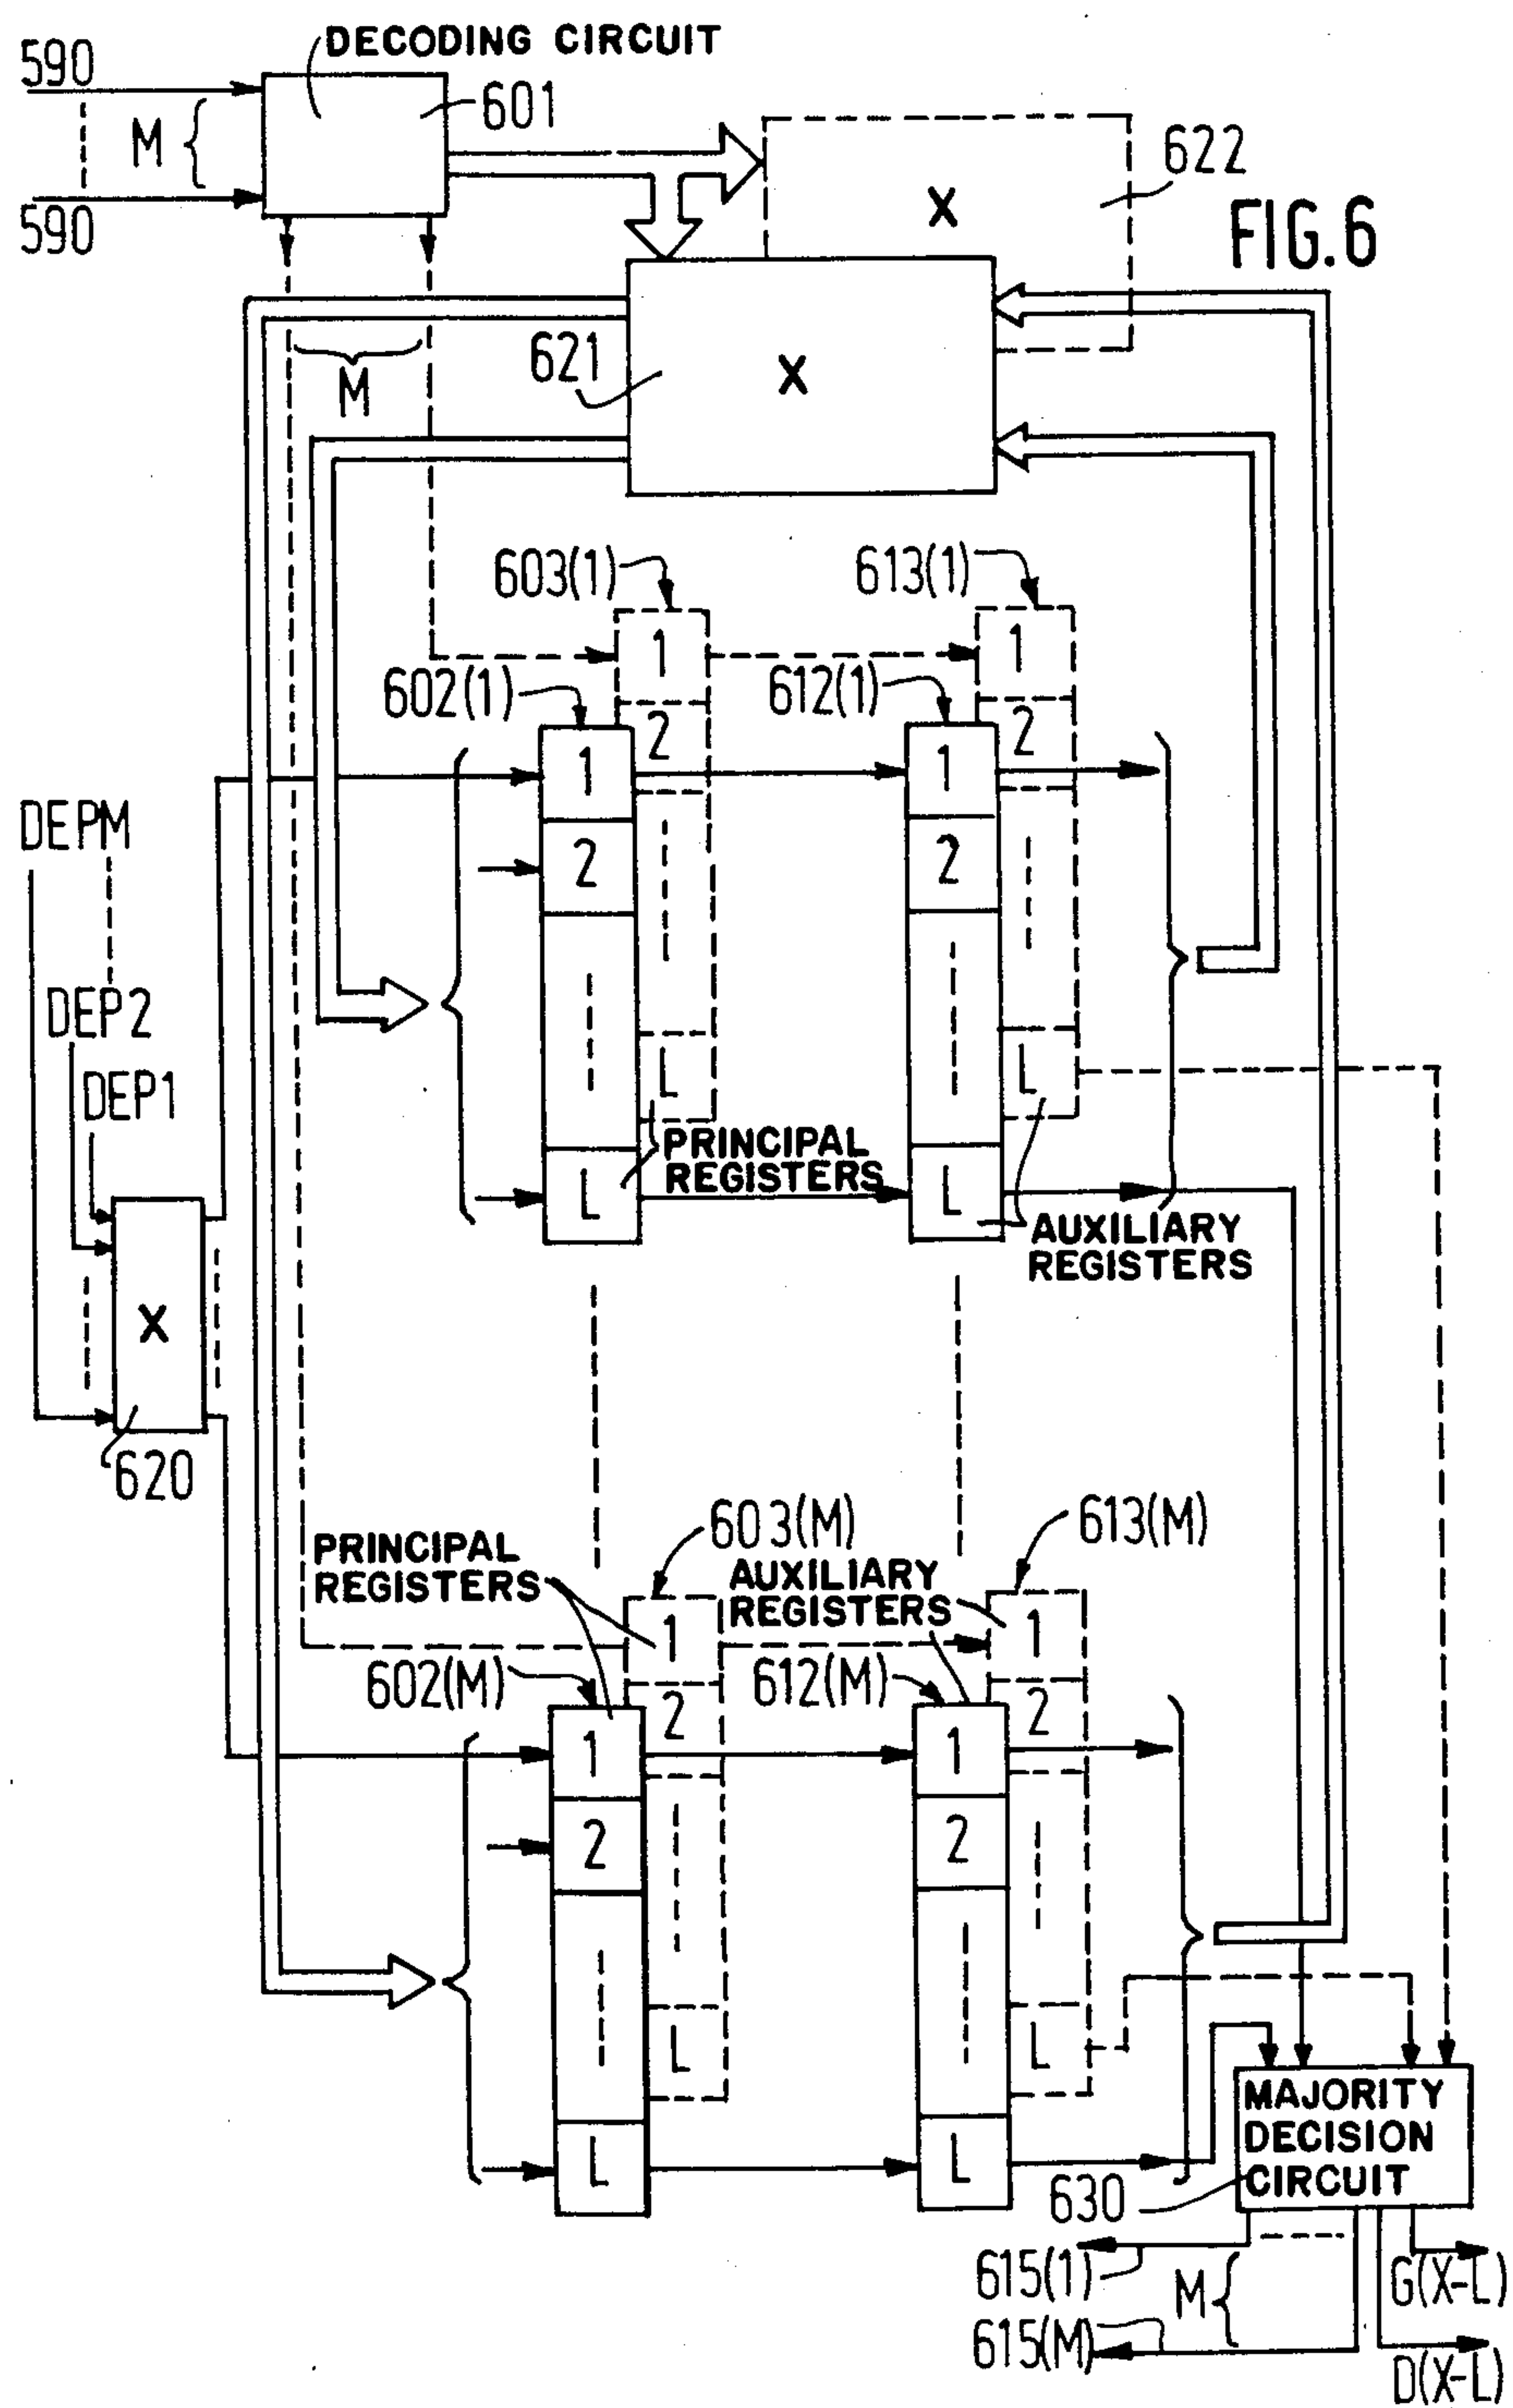 DECODING CIRCUIT
590
601
M
590
622
X
FIG.6
621
X
M
603(1)
613(1)
1
1
602(1)
612(1)
2
2
1
1
DEPM
2
2
DEP2
L
L
DEP1
PRINCIPAL
REGISTERS
L
L
AUXILIARY
REGISTERS
X
620
603(M)
613(M)
PRINCIPAL
REGISTERS
AUXILIARY
REGISTERS
1
1
602(M)
612(M)
2
2
1
1
2
2
L
L
MAJORITY
DECISION
CIRCUIT
L
L
630
615(1)
M
G(X-L)
615(M)
D(X-L)